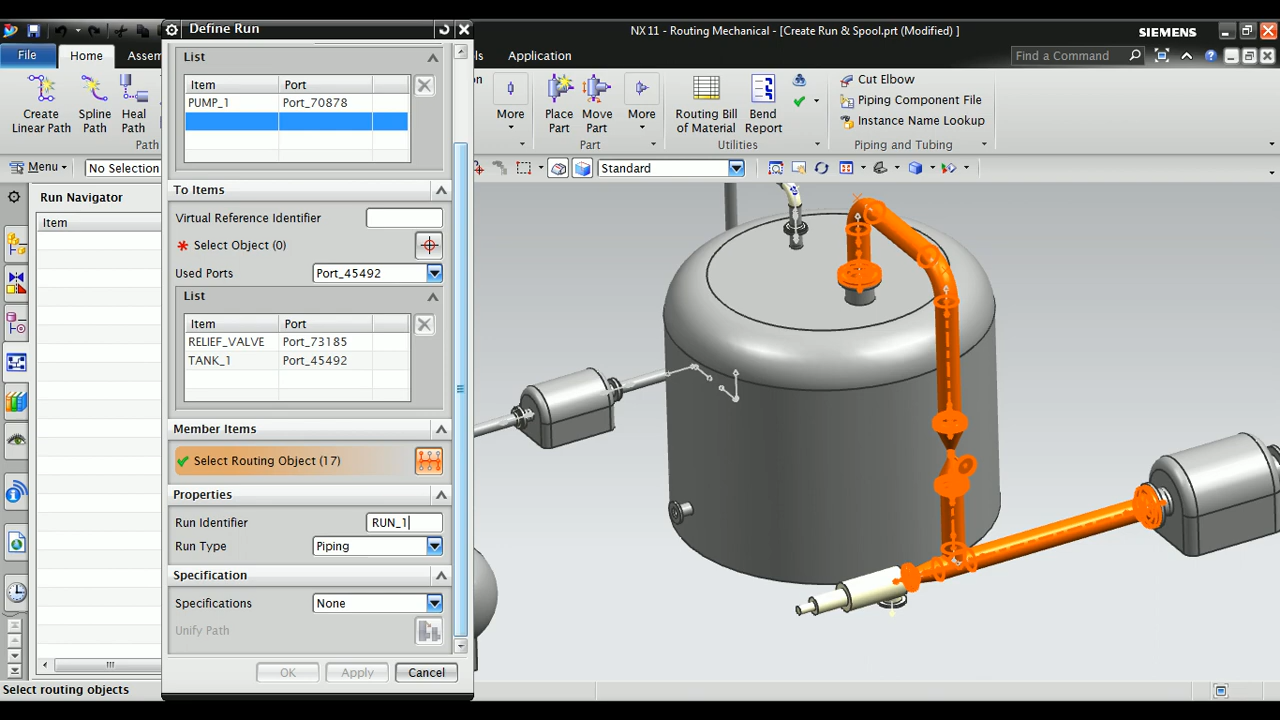 Define Run
NX 11 - Routing Mechanical - [Create Run & Spool.prt (Modified) ]
SIEMENS
File
Home
Assem
ls
Application
Find a Command
Create
Linear Path
Spline
Path
Heal
Path
Path
on
More
Place
Part
Move
Part
More
Part
Routing Bill
of Material
Bend
Report
Utilities
Cut Elbow
Piping Component File
Instance Name Lookup
Piping and Tubing
Menu
No Selection
Standard
Run Navigator
Item
List
Item
Port
PUMP_1
Port_70878
To Items
Virtual Reference Identifier
* Select Object (0)
Used Ports
Port_45492
List
Item
Port
RELIEF_VALVE
Port_73185
TANK_1
Port_45492
Member Items
Select Routing Object (17)
Properties
Run Identifier
RUN_1
Run Type
Piping
Specification
Specifications
None
Unify Path
OK
Apply
Cancel
Select routing objects